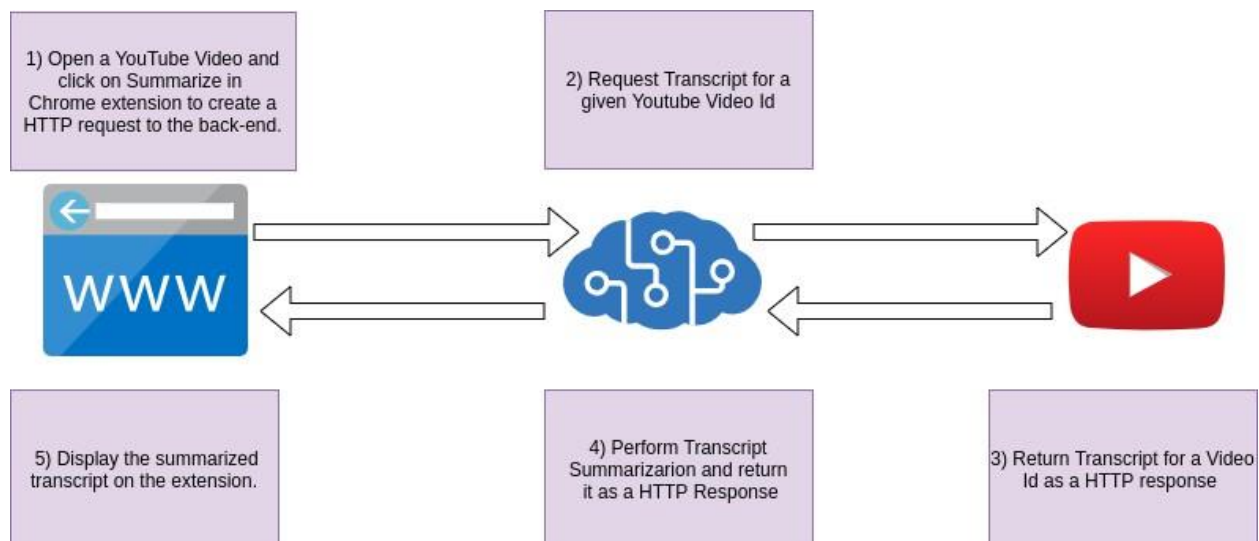 1) Open a YouTube Video and
click on Summarize in
Chrome extension to create a
HTTP request to the back-end.
2) Request Transcript for a
given Youtube Video Id
WWW
5) Display the summarized
transcript on the extension.
4) Perform Transcript
Summarizarion and return
it as a HTTP Response
3) Return Transcript for a Video
Id as a HTTP response